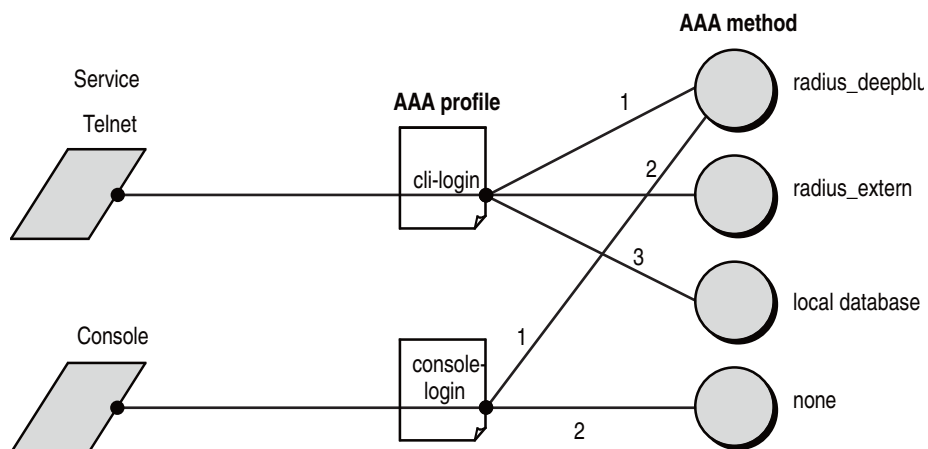 AAA method
Service
Telnet
AAA profile
1
radius_deepblu
cli-login
2
radius_extern
3
local database
Console
1
console-
login
none
2